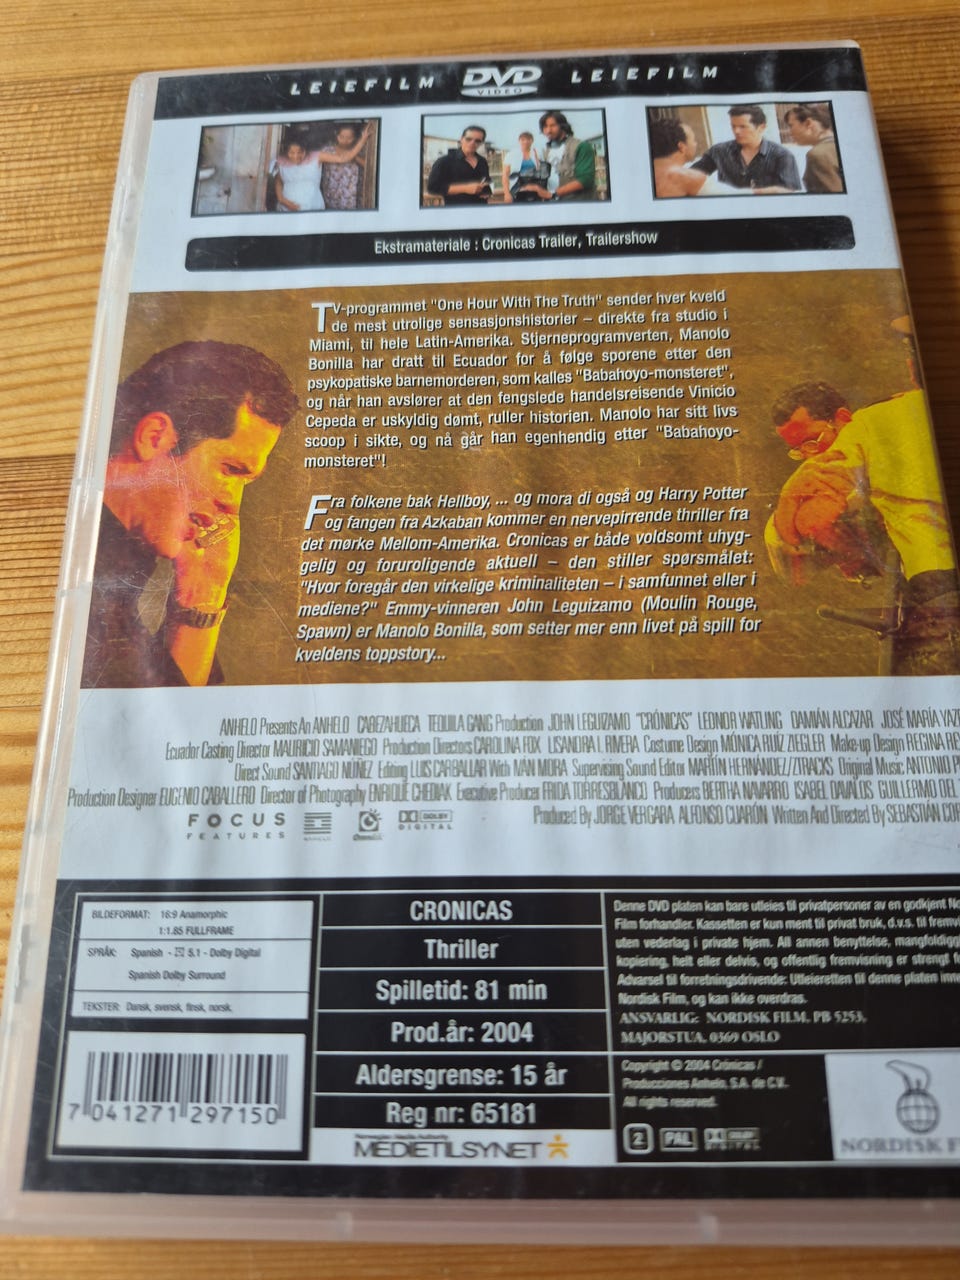 LEIEFILM DVD VIDEO LEIEFILM
Ekstramateriale : Cronicas Trailer, Trailershow
TV-programmet "One Hour With The Truth" sender hver kveld
de mest utrolige sensasjonshistorier – direkte fra studio i
Miami, til hele Latin-Amerika. Stjerneprogramverten, Manolo
Bonilla har dratt til Ecuador for å følge sporene etter den
psykopatiske barnemorderen, som kalles "Babahoyo-monsteret",
og når han avslører at den fengslede handelsreisende Vinicio
Cepeda er uskyldig dømt, ruller historien. Manolo har sitt livs
scoop i sikte, og nå går han egenhendig etter "Babahoyo-
monsteret"!
Fra folkene bak Hellboy, ... og mora di også og Harry Potter
og fangen fra Azkaban kommer en nervepirrende thriller fra
det mørke Mellom-Amerika. Cronicas er både voldsomt uhyg-
gelig og foruroligende aktuell – den stiller spørsmålet:
"Hvor foregår den virkelige kriminaliteten – i samfunnet eller i
mediene?" Emmy-vinneren John Leguizamo (Moulin Rouge,
Spawn) er Manolo Bonilla, som setter mer enn livet på spill for
kveldens toppstory...
ANHELO Presents An ANHELO CABEZAHUECA TEQUILA GANG Production JOHN LEGUIZAMO "CRÓNICAS" LEONOR WATLING DAMIÁN ALCAZAR JOSÉ MARÍA
Ecuador Casting Director MAURICIO SAMANIEGO Production Directors CAROLINA FOX LISANDRA I. RIVERA Costume Design MÓNICA RUÍZ ZIEGLER Make-up Design REGINA
Direct Sound SANTIAGO NÚÑEZ Editing LUIS CARBALLAR With IVÁN MORA Supervising Sound Editor MARTÍN HERNÁNDEZ/ZTRACKS Original Music ANTONIO
Production Designer EUGENIO CABALLERO Director of Photography ENRIQUE CHEDIAK Executive Producer FRIDA TORRESBLANCO Producers BERTHA NAVARRO ISABEL DAVALOS GUILLERMO DEL
Produced By JORGE VERGARA ALFONSO CUARÓN Written And Directed By SEBASTIÁN
FOCUS
FEATURES
DOLBY
DIGITAL
BILDEFORMAT: 16:9 Anamorphic
1:1.85 FULLFRAME
SPRÅK: Spanish - 5.1 - Dolby Digital
Spanish Dolby Surround
TEKSTER: Dansk, svensk, finsk, norsk.
7 041271 297150
CRONICAS
Thriller
Spilletid: 81 min
Prod.år: 2004
Aldersgrense: 15 år
Reg nr: 65181
Norwegian Media Authority
MEDIETILSYNET
Denne DVD platen kan bare utleies til privatpersoner av en godkjent
Film forhandler. Kassetten er kun ment til privat bruk, d.v.s. til
uten vederlag i private hjem. All annen benyttelse,
kopiering, helt eller delvis, og offentlig fremvisning er strengt
Advarsel til forretningsdrivende: Utleieretten til denne platen
Nordisk Film, og kan ikke overdras.
ANSVARLIG: NORDISK FILM, PB 5253,
MAJORSTUA, 0369 OSLO
Copyright © 2004 Crónicas /
Producciones Anhelo, S.A. de C.V.
All rights reserved.
2 PAL DOLBY DIGITAL
NORDISK